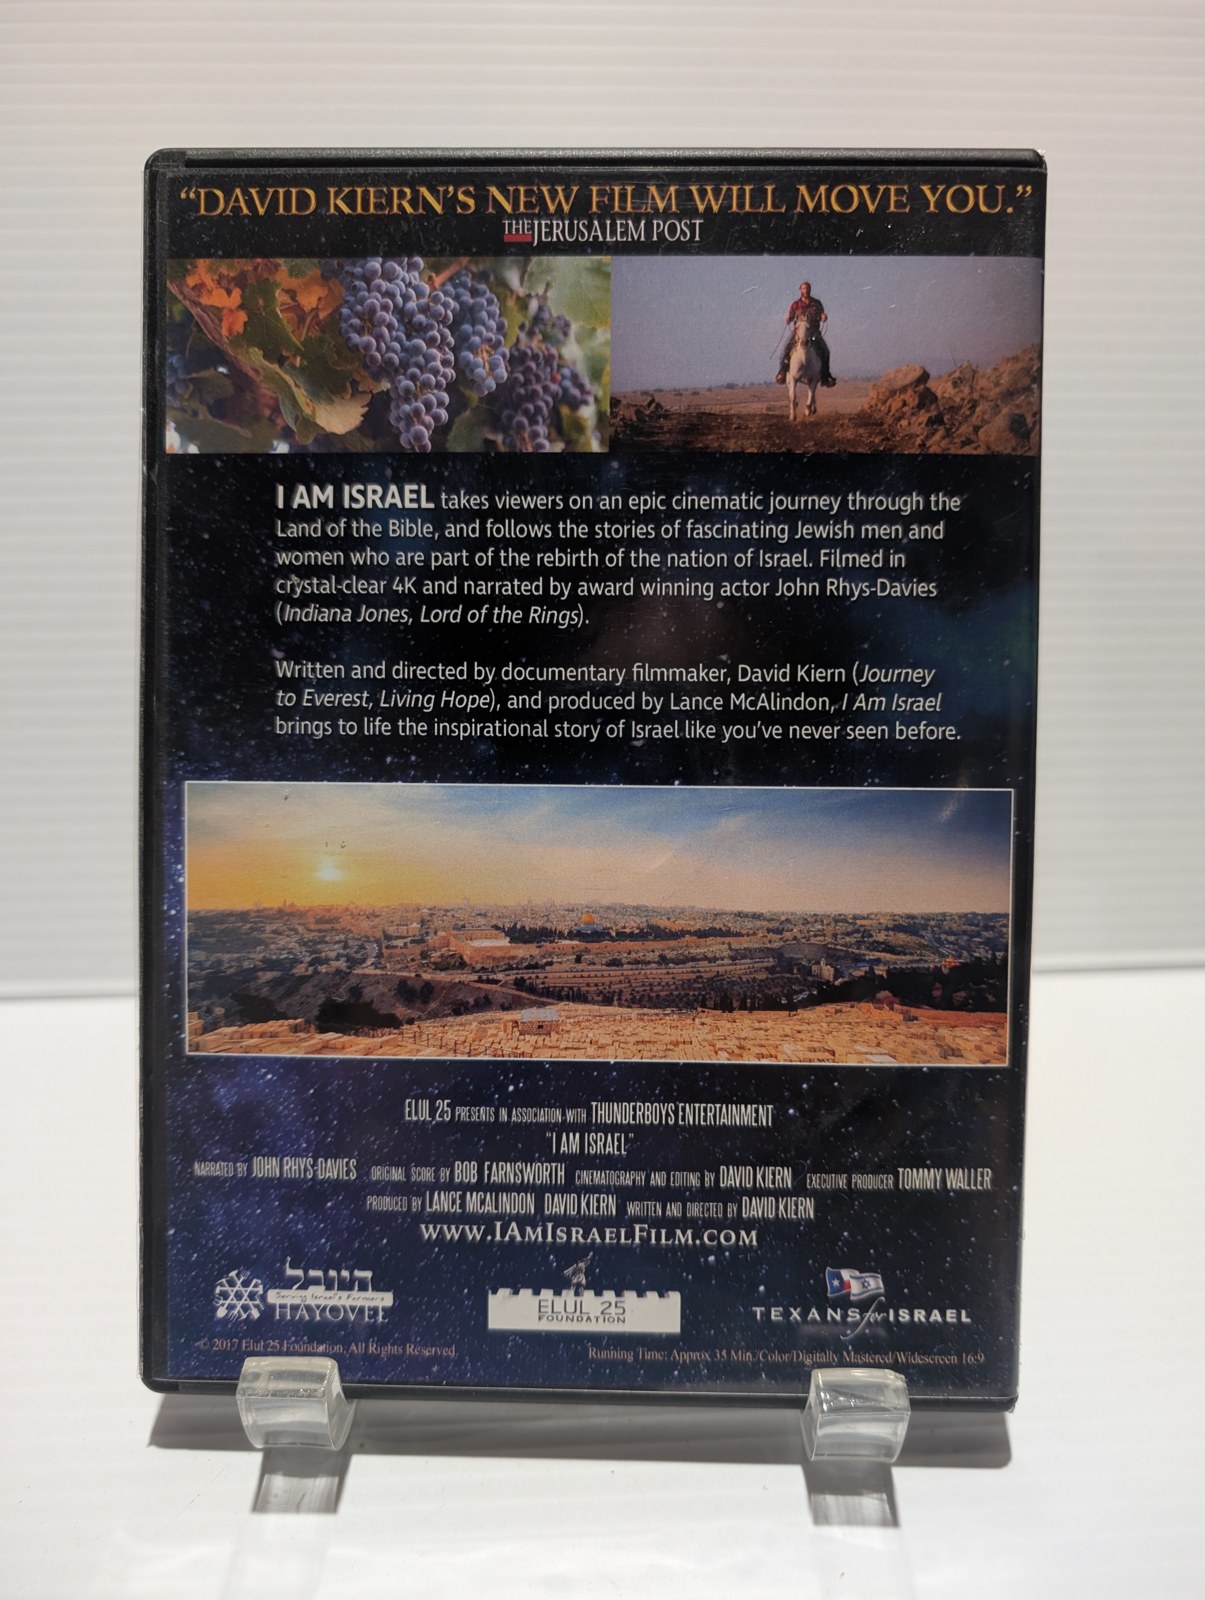 “DAVID KIERN’S NEW FILM WILL MOVE YOU.”
THE JERUSALEM POST
I AM ISRAEL takes viewers on an epic cinematic journey through the
Land of the Bible, and follows the stories of fascinating Jewish men and
women who are part of the rebirth of the nation of Israel. Filmed in
crystal-clear 4K and narrated by award winning actor John Rhys-Davies
(Indiana Jones, Lord of the Rings).
Written and directed by documentary filmmaker, David Kiern (Journey
to Everest, Living Hope), and produced by Lance McAlindon, I Am Israel
brings to life the inspirational story of Israel like you’ve never seen before.
ELUL 25 PRESENTS IN ASSOCIATION WITH THUNDERBOYS ENTERTAINMENT
"I AM ISRAEL"
NARRATED BY JOHN RHYS-DAVIES ORIGINAL SCORE BY BOB FARNSWORTH CINEMATOGRAPHY AND EDITING BY DAVID KIERN EXECUTIVE PRODUCER TOMMY WALLER
PRODUCED BY LANCE MCALINDON DAVID KIERN WRITTEN AND DIRECTED BY DAVID KIERN
WWW.IAMISRAELFILM.COM
היובל
Serving Israel's Farmers
HAYOVEL
ELUL 25
FOUNDATION
TEXANS for ISRAEL
© 2017 Elul 25 Foundation, All Rights Reserved.
Running Time: Approx 35 Min./Color/Digitally Mastered/Widescreen 16:9